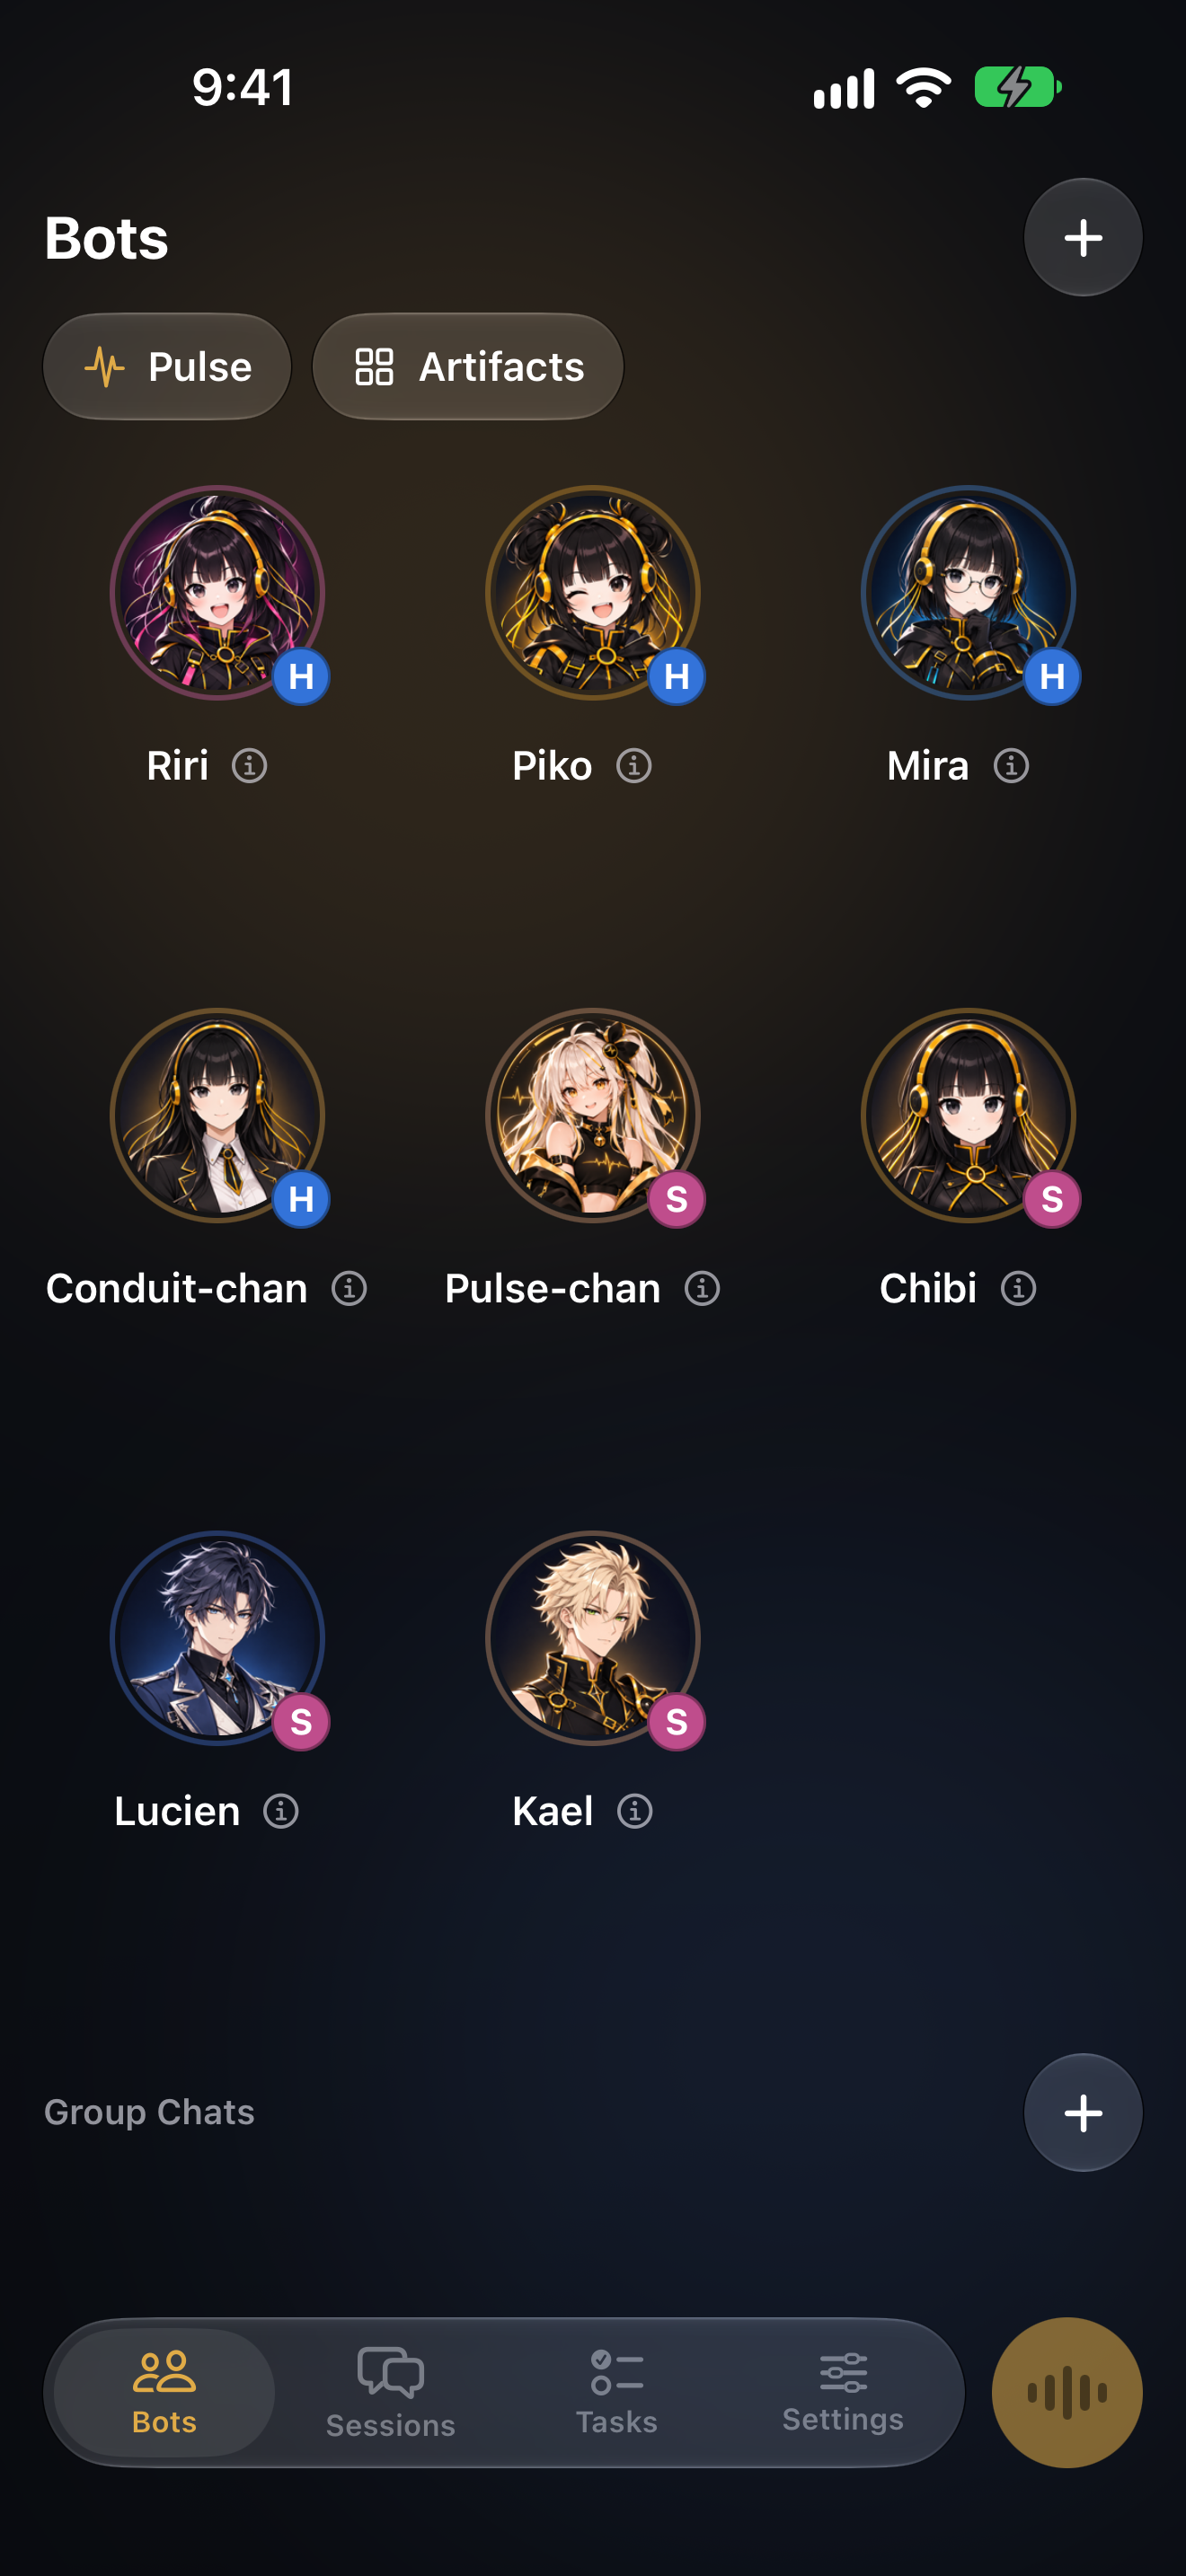 9:41
Bots
Pulse
Artifacts
H
H
H
Riri
Piko
Mira
H
S
S
Conduit-chan
Pulse-chan
Chibi
S
S
Lucien
Kael
Group Chats
Bots
Sessions
Tasks
Settings